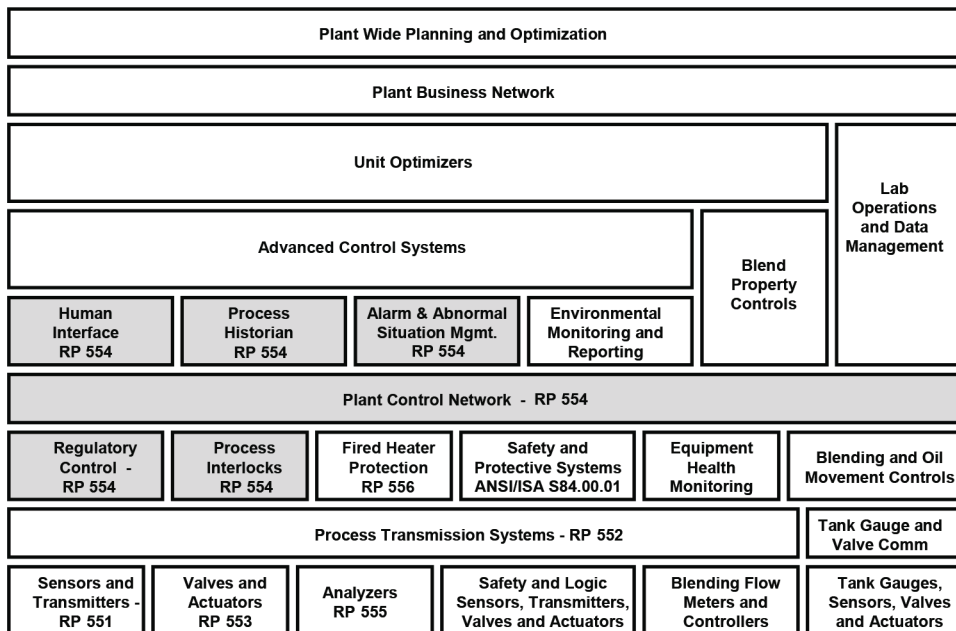 Plant Wide Planning and Optimization
Plant Business Network
Unit Optimizers
Lab
Operations
and Data
Management
Advanced Control Systems
Blend
Property
Controls
Human
Interface
RP 554
Process
Historian
RP 554
Alarm & Abnormal
Situation Mgmt.
RP 554
Environmental
Monitoring and
Reporting
Plant Control Network - RP 554
Regulatory
Control -
RP 554
Process
Interlocks
RP 554
Fired Heater
Protection
RP 556
Safety and
Protective Systems
ANSI/ISA S84.00.01
Equipment
Health
Monitoring
Blending and Oil
Movement Controls
Process Transmission Systems - RP 552
Tank Gauge and
Valve Comm
Sensors and
Transmitters -
RP 551
Valves and
Actuators
RP 553
Analyzers
RP 555
Safety and Logic
Sensors, Transmitters,
Valves and Actuators
Blending Flow
Meters and
Controllers
Tank Gauges,
Sensors, Valves
and Actuators